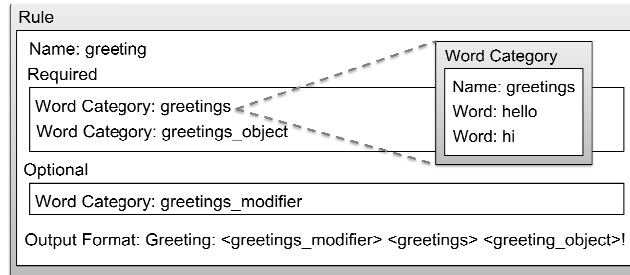 Rule
Name: greeting
Required
Word Category: greetings
Word Category: greetings_object
Word Category
Name: greetings
Word: hello
Word: hi
Optional
Word Category: greetings_modifier
Output Format: Greeting: <greetings_modifier> <greetings> <greeting_object>!